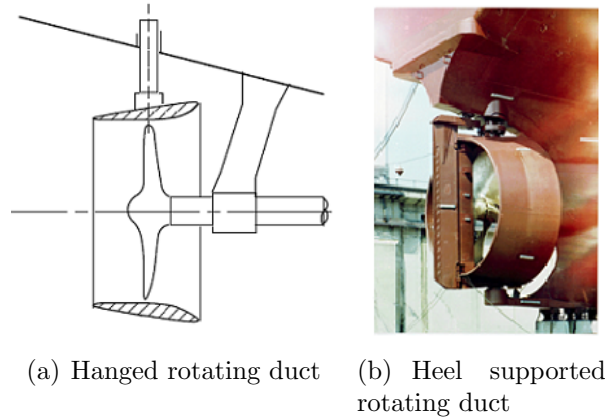 (a) Hanged rotating duct
(b) Heel supported
rotating duct